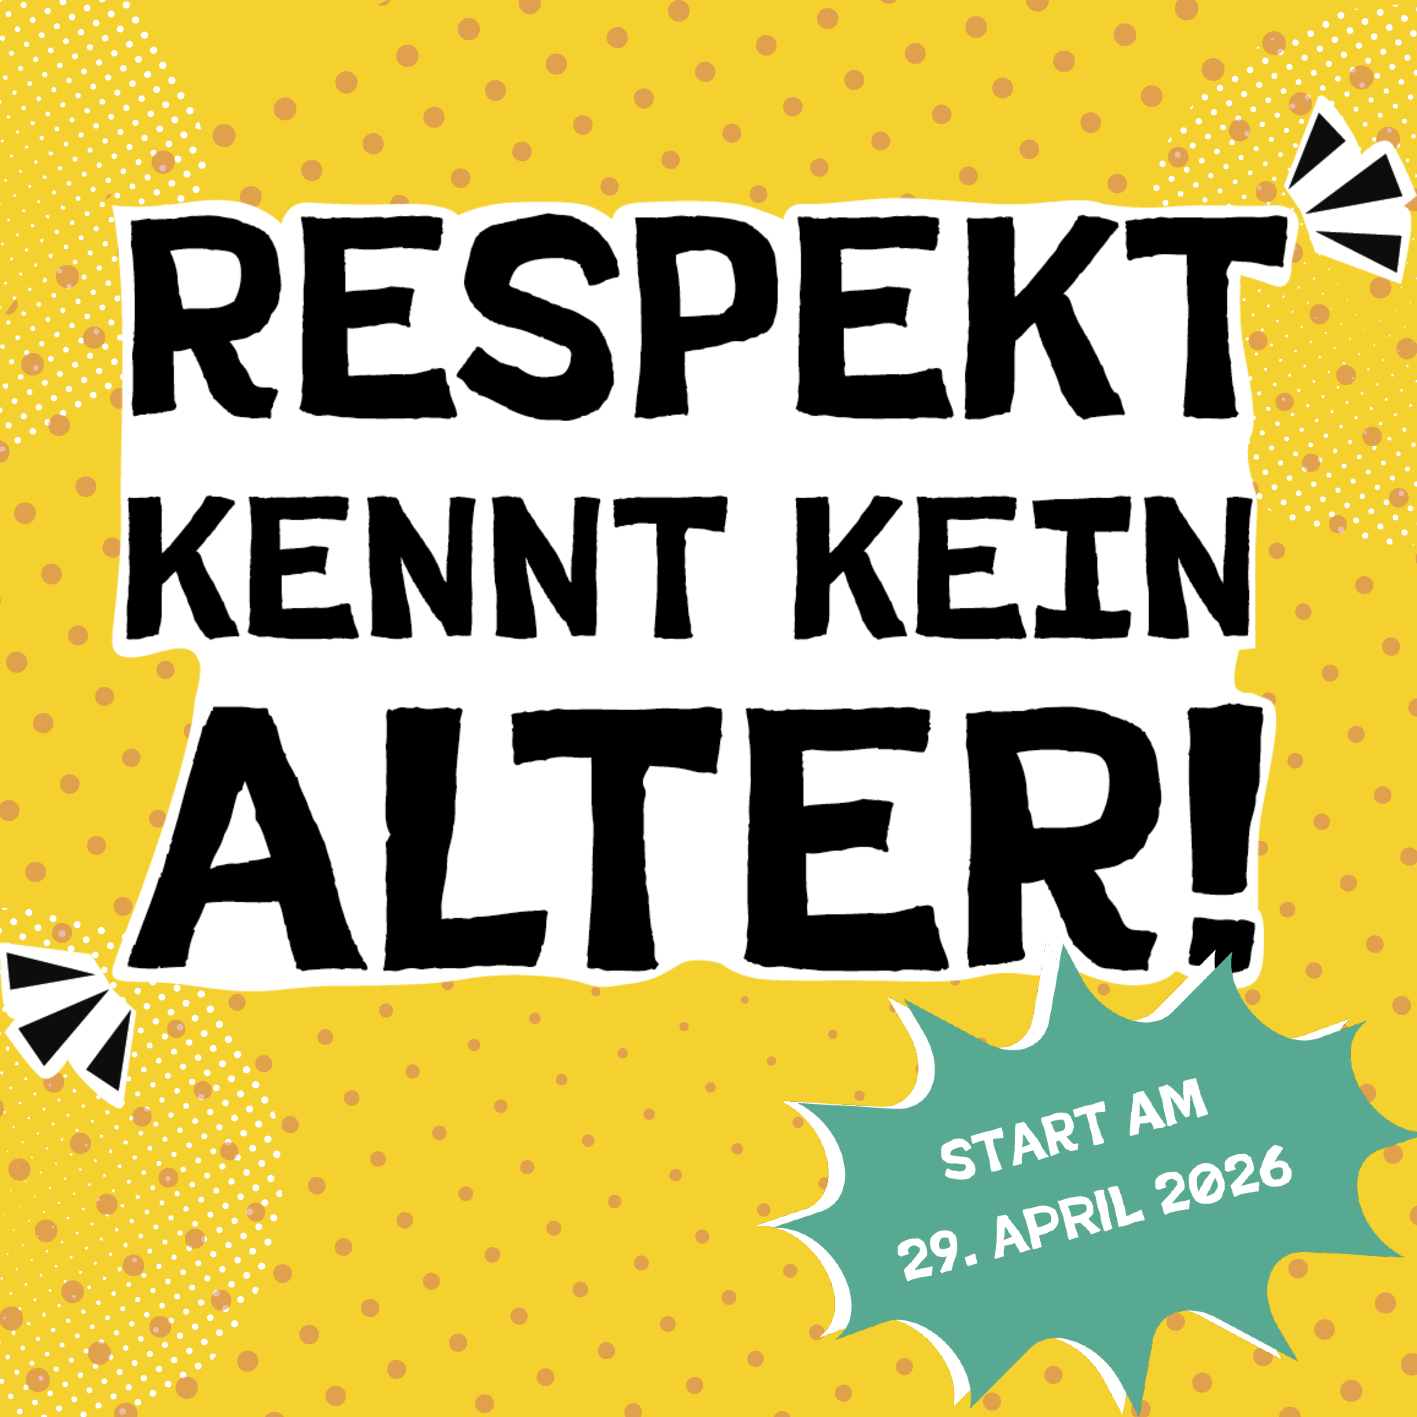 RESPEKT
KENNT KEIN
ALTER!
START AM
29. APRIL 2026